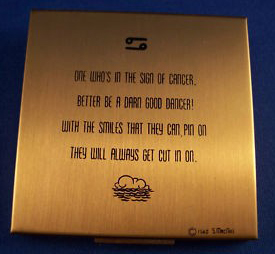 ♋
ONE WHO'S IN THE SIGN OF CANCER,
BETTER BE A DARN GOOD DANCER!
WITH THE SMILES THAT THEY CAN PIN ON
THEY WILL ALWAYS GET CUT IN ON.
©